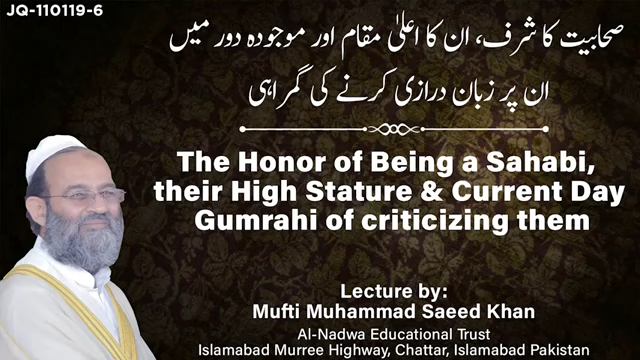 JQ-110119-6
صحابیت کا شرف، ان کا اعلیٰ مقام اور موجودہ دور میں
ان پر زبان درازی کرنے کی گمراہی
The Honor of Being a Sahabi,
their High Stature & Current Day
Gumrahi of criticizing them
Lecture by:
Mufti Muhammad Saeed Khan
Al-Nadwa Educational Trust
Islamabad Murree Highway, Chattar, Islamabad Pakistan